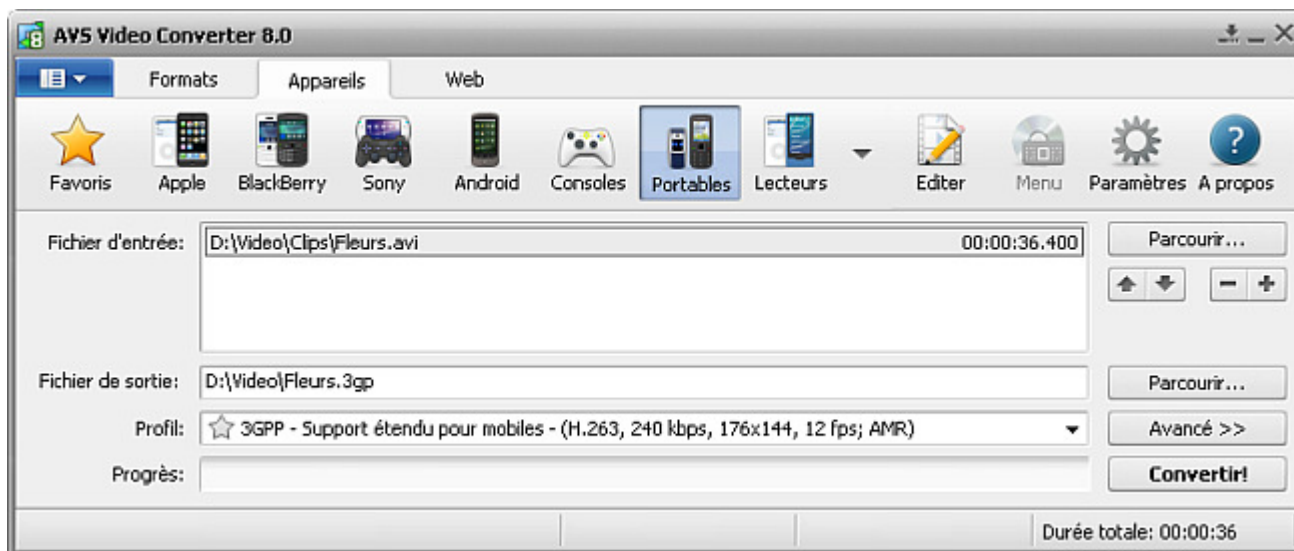 AVS Video Converter 8.0
Formats Appareils Web
Favoris Apple BlackBerry Sony Android Consoles Portables Lecteurs Editer Menu Paramètres A propos
Fichier d'entrée: D:\Video\Clips\Fleurs.avi 00:00:36.400 Parcourir...
Fichier de sortie: D:\Video\Fleurs.3gp Parcourir...
Profil: 3GPP - Support étendu pour mobiles - (H.263, 240 kbps, 176x144, 12 fps; AMR) Avancé >>
Progrès: Convertir!
Durée totale: 00:00:36